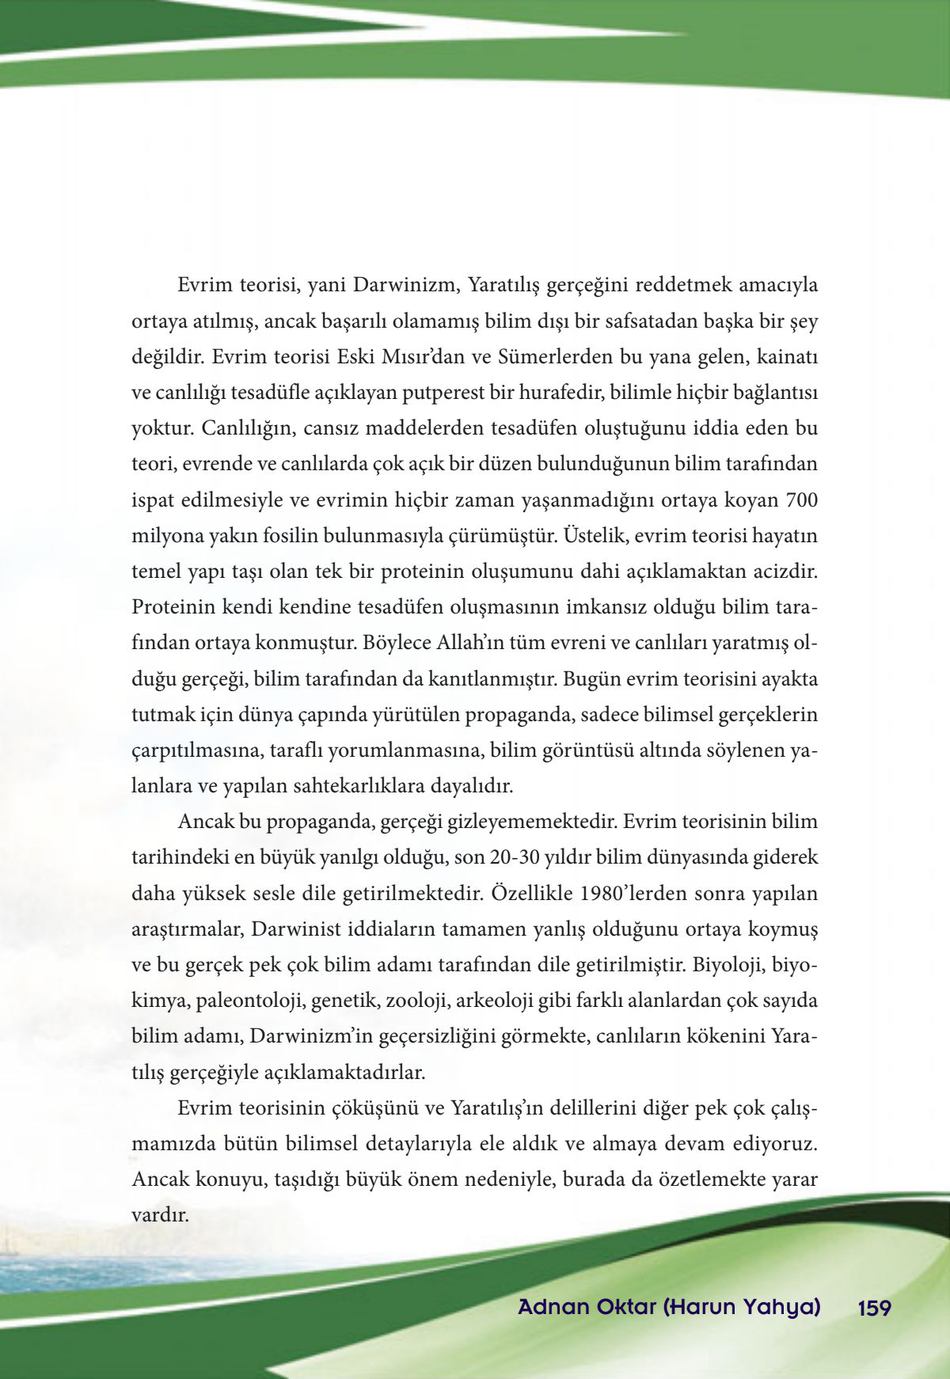 Evrim teorisi, yani Darwinizm, Yaratılış gerçeğini reddetmek amacıyla
ortaya atılmış, ancak başarılı olamamış bilim dışı bir safsatadan başka bir şey
değildir. Evrim teorisi Eski Mısır’dan ve Sümerlerden bu yana gelen, kainatı
ve canlılığı tesadüfle açıklayan putperest bir hurafedir, bilimle hiçbir bağlantısı
yoktur. Canlılığın, cansız maddelerden tesadüfen oluştuğunu iddia eden bu
teori, evrende ve canlılarda çok açık bir düzen bulunduğunun bilim tarafından
ispat edilmesiyle ve evrimin hiçbir zaman yaşanmadığını ortaya koyan 700
milyona yakın fosilin bulunmasıyla çürümüştür. Üstelik, evrim teorisi hayatın
temel yapı taşı olan tek bir proteinin oluşumunu dahi açıklamaktan acizdir.
Proteinin kendi kendine tesadüfen oluşmasının imkansız olduğu bilim tara-
fından ortaya konmuştur. Böylece Allah’ın tüm evreni ve canlıları yaratmış ol-
duğu gerçeği, bilim tarafından da kanıtlanmıştır. Bugün evrim teorisini ayakta
tutmak için dünya çapında yürütülen propaganda, sadece bilimsel gerçeklerin
çarpıtılmasına, taraflı yorumlanmasına, bilim görüntüsü altında söylenen ya-
lanlara ve yapılan sahtekarlıklara dayalıdır.
Ancak bu propaganda, gerçeği gizleyememektedir. Evrim teorisinin bilim
tarihindeki en büyük yanılgı olduğu, son 20-30 yıldır bilim dünyasında giderek
daha yüksek sesle dile getirilmektedir. Özellikle 1980’lerden sonra yapılan
araştırmalar, Darwinist iddiaların tamamen yanlış olduğunu ortaya koymuş
ve bu gerçek pek çok bilim adamı tarafından dile getirilmiştir. Biyoloji, biyo-
kimya, paleontoloji, genetik, zooloji, arkeoloji gibi farklı alanlardan çok sayıda
bilim adamı, Darwinizm’in geçersizliğini görmekte, canlıların kökenini Yara-
tılış gerçeğiyle açıklamaktadırlar.
Evrim teorisinin çöküşünü ve Yaratılış’ın delillerini diğer pek çok çalış-
mamızda bütün bilimsel detaylarıyla ele aldık ve almaya devam ediyoruz.
Ancak konuyu, taşıdığı büyük önem nedeniyle, burada da özetlemekte yarar
vardır.
Adnan Oktar (Harun Yahya) 159